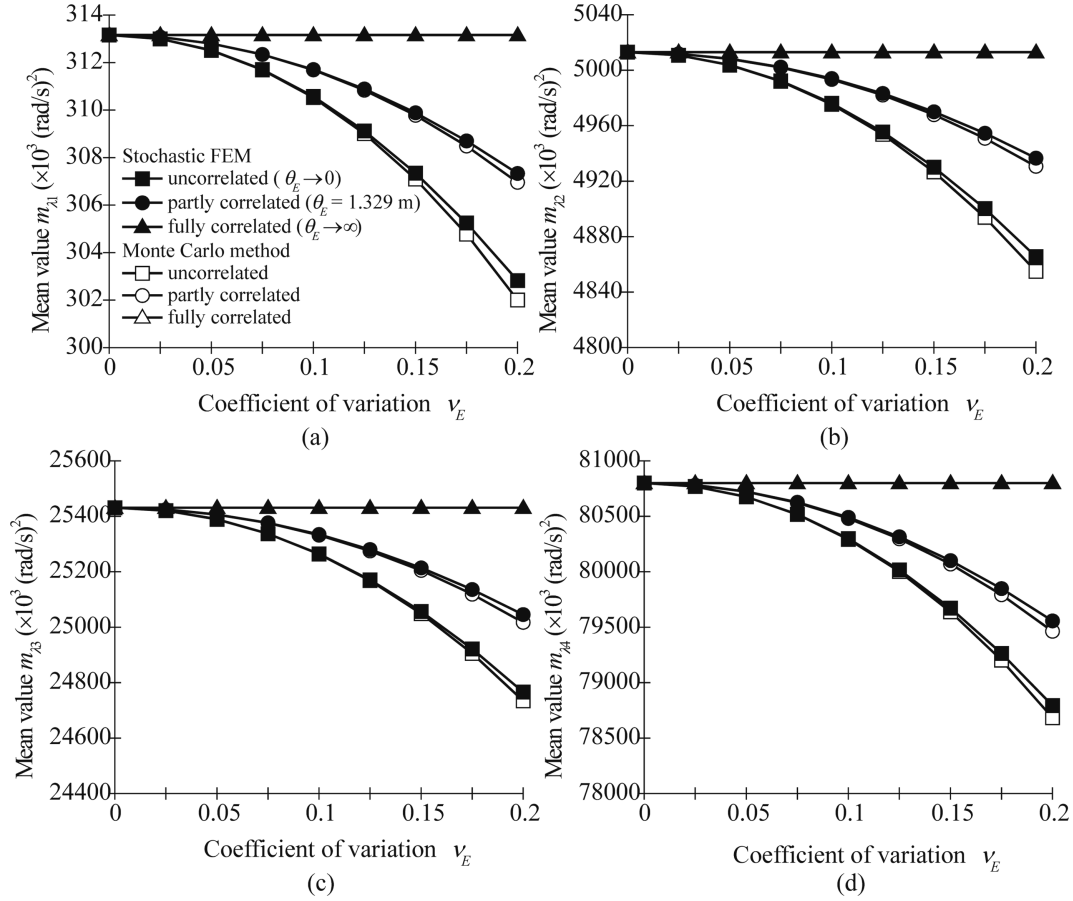 314
312
310
308
306
304
302
300
Mean value m_λ1 (×10³ (rad/s)²)
Stochastic FEM
uncorrelated (θ_E→0)
partly correlated (θ_E = 1.329 m)
fully correlated (θ_E→∞)
Monte Carlo method
uncorrelated
partly correlated
fully correlated
0 0.05 0.1 0.15 0.2
Coefficient of variation ν_E
(a)
5040
5000
4960
4920
4880
4840
4800
Mean value m_λ2 (×10³ (rad/s)²)
0 0.05 0.1 0.15 0.2
Coefficient of variation ν_E
(b)
25600
25400
25200
25000
24800
24600
24400
Mean value m_λ3 (×10³ (rad/s)²)
0 0.05 0.1 0.15 0.2
Coefficient of variation ν_E
(c)
81000
80500
80000
79500
79000
78500
78000
Mean value m_λ4 (×10³ (rad/s)²)
0 0.05 0.1 0.15 0.2
Coefficient of variation ν_E
(d)